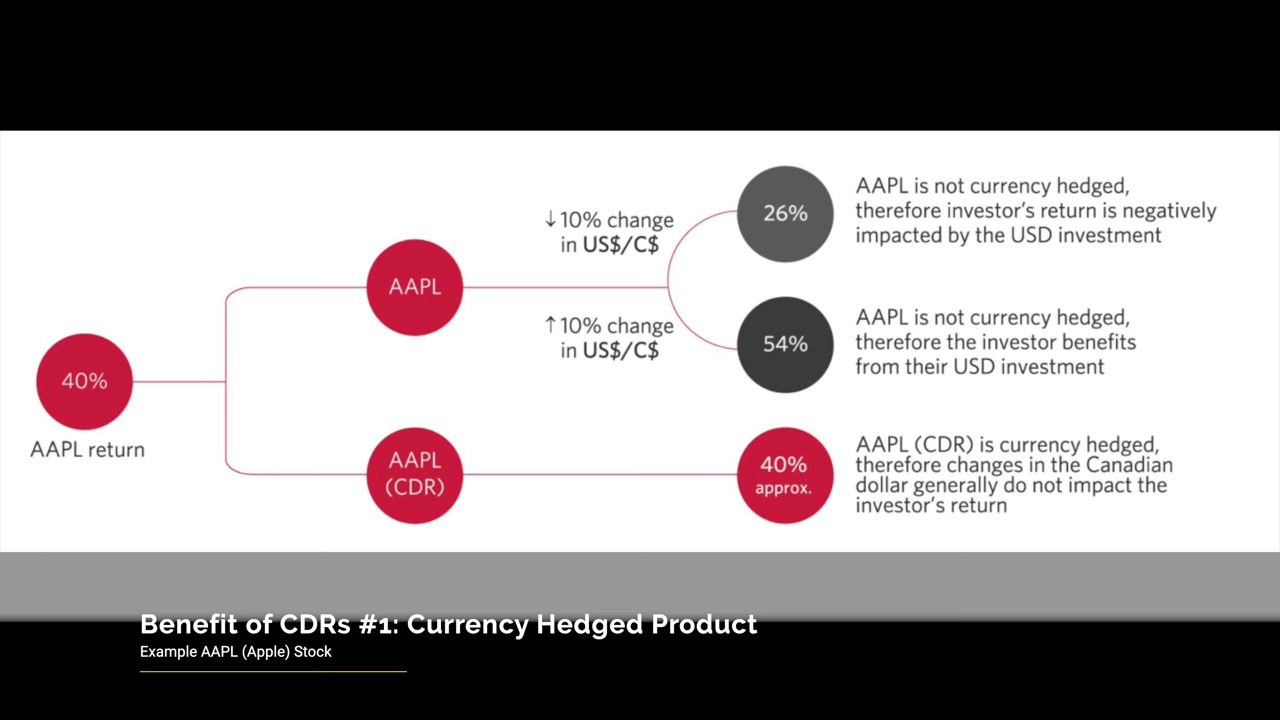 40%
AAPL return
AAPL
↓10% change
in US$/C$
↑10% change
in US$/C$
26%
AAPL is not currency hedged,
therefore investor's return is negatively
impacted by the USD investment
54%
AAPL is not currency hedged,
therefore the investor benefits
from their USD investment
AAPL
(CDR)
40%
approx.
AAPL (CDR) is currency hedged,
therefore changes in the Canadian
dollar generally do not impact the
investor's return
Benefit of CDRs #1: Currency Hedged Product
Example AAPL (Apple) Stock